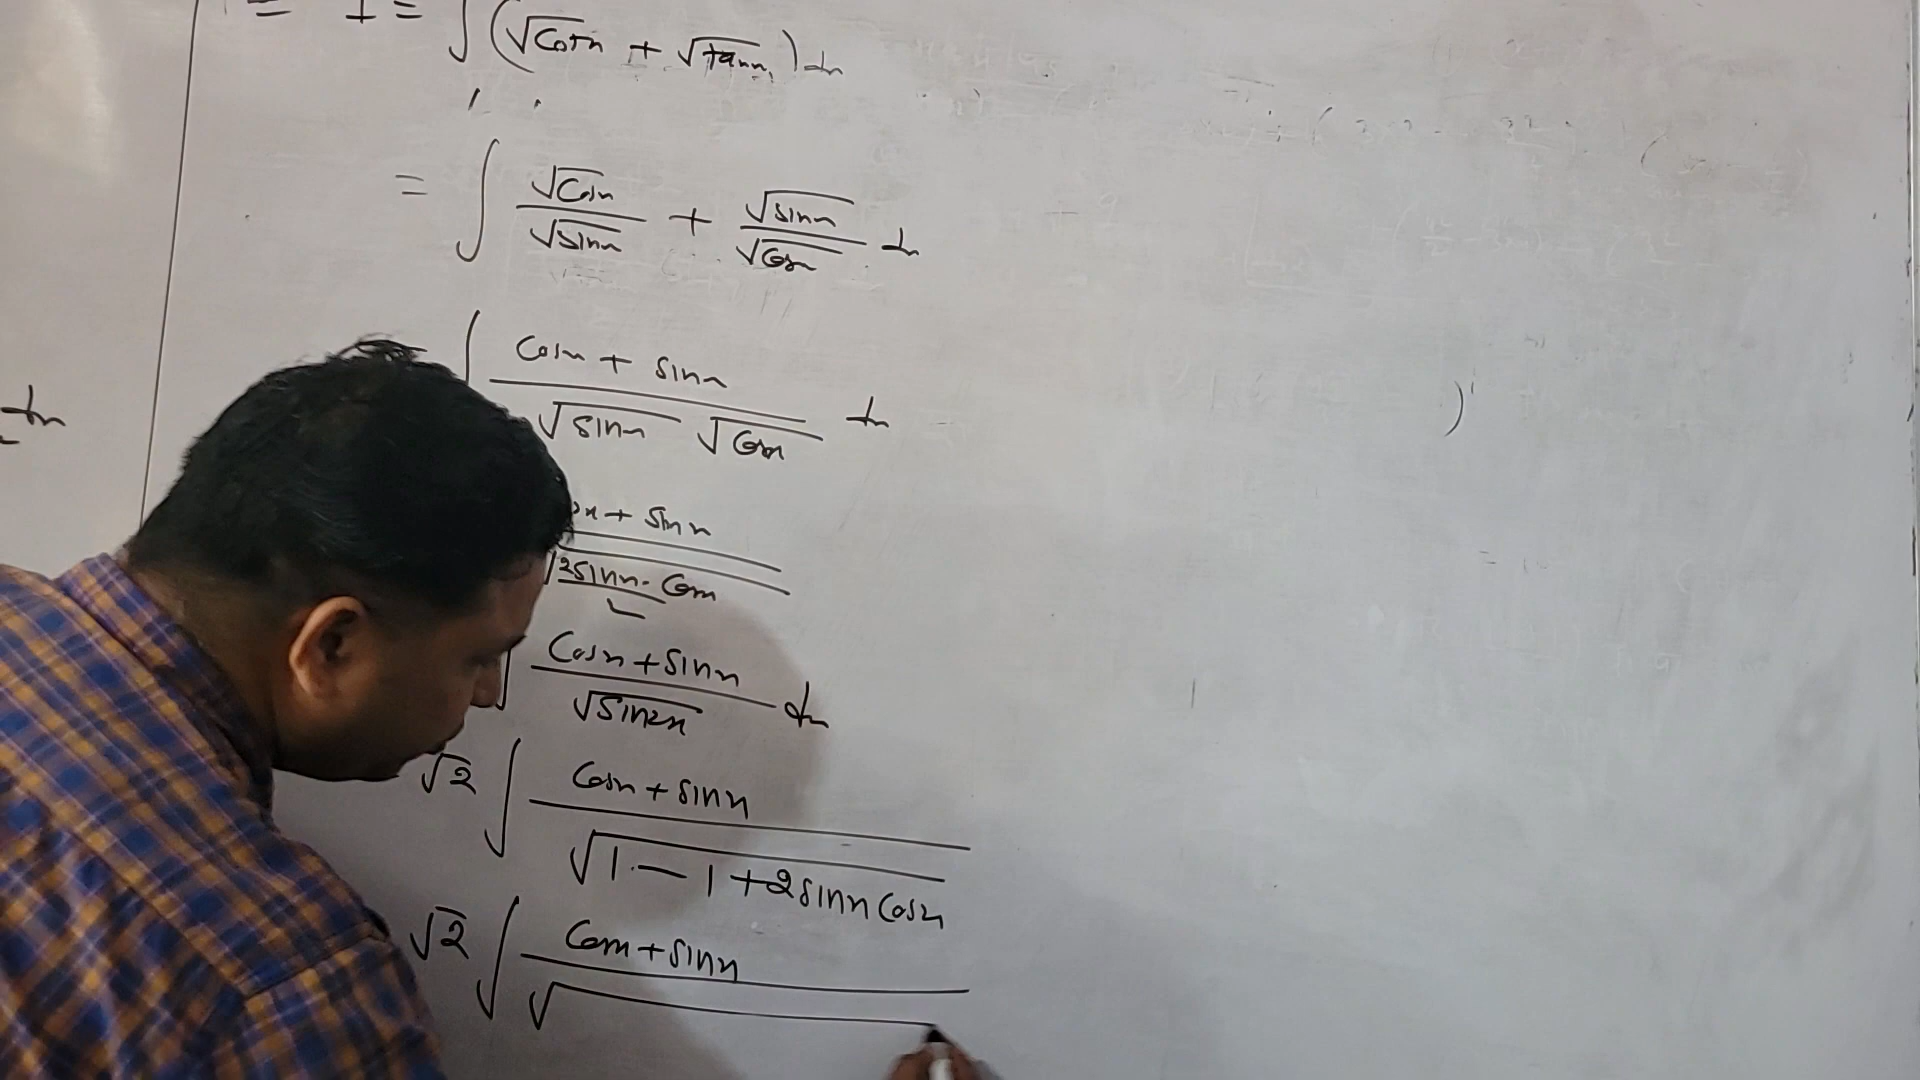 I = ∫ (√cotx + √tanx) dx
= ∫ √cosx/√sinx + √sinx/√cosx dx
∫ cosx + sinx / √sinx √cosx dx
dx
x + sinx / √2sinx·cosx/2
∫ cosx + sinx / √sin2x dx
√2 ∫ cosx + sinx / √1 - 1 + 2sinx cosx
√2 ∫ cosx + sinx / √